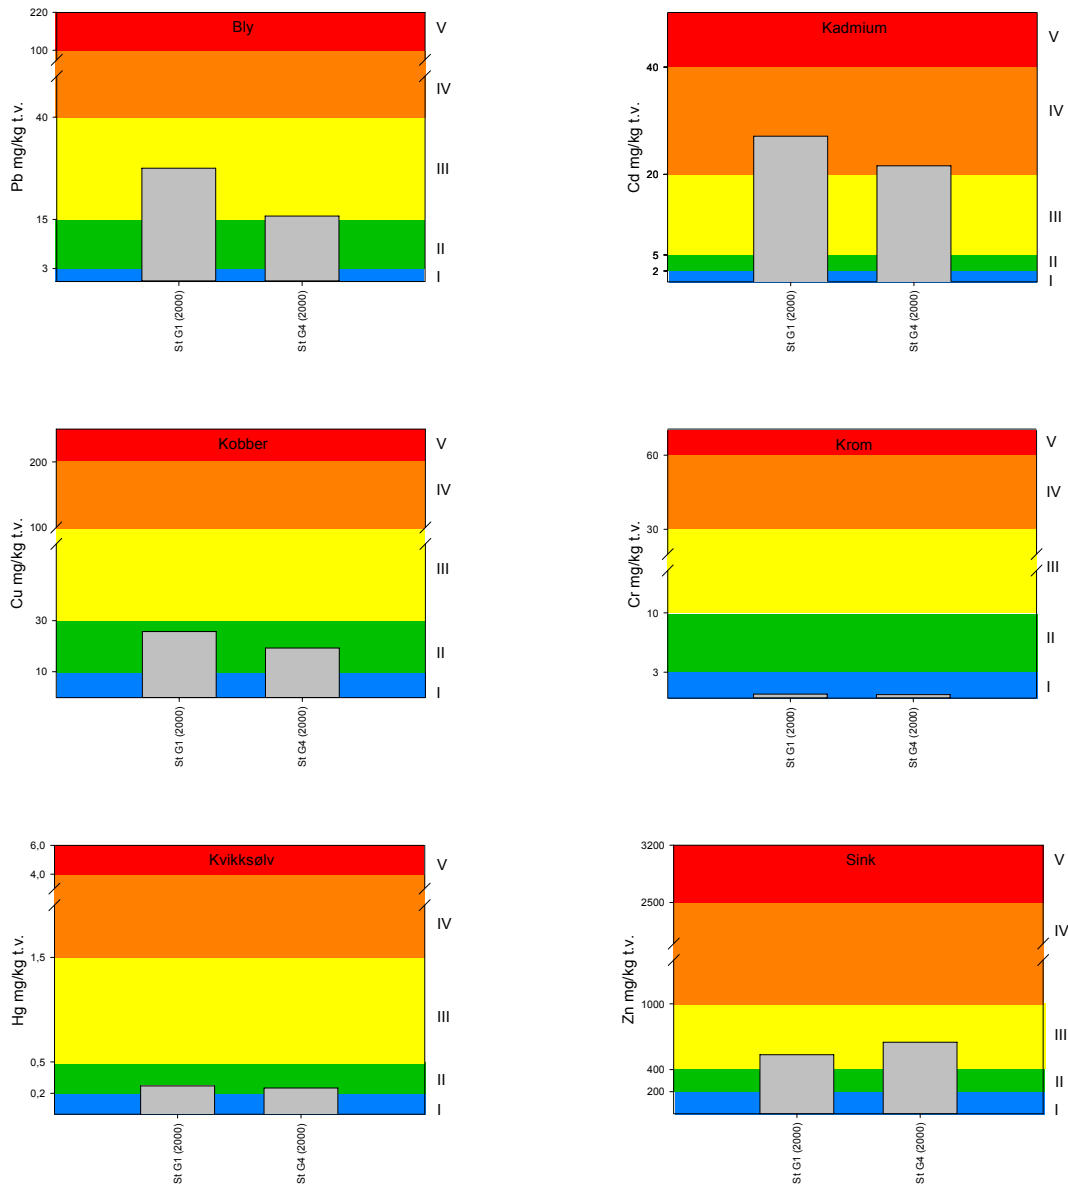 Bly
220
100
40
15
3
Pb mg/kg t.v.
V
IV
III
II
I
St G1 (2000)
St G4 (2000)
Kadmium
40
20
5
2
Cd mg/kg t.v.
V
IV
III
II
I
St G1 (2000)
St G4 (2000)
Kobber
200
100
30
10
Cu mg/kg t.v.
V
IV
III
II
I
St G1 (2000)
St G4 (2000)
Krom
60
30
10
3
Cr mg/kg t.v.
V
IV
III
II
I
St G1 (2000)
St G4 (2000)
Kvikksølv
6,0
4,0
1,5
0,5
0,2
Hg mg/kg t.v.
V
IV
III
II
I
St G1 (2000)
St G4 (2000)
Sink
3200
2500
1000
400
200
Zn mg/kg t.v.
V
IV
III
II
I
St G1 (2000)
St G4 (2000)